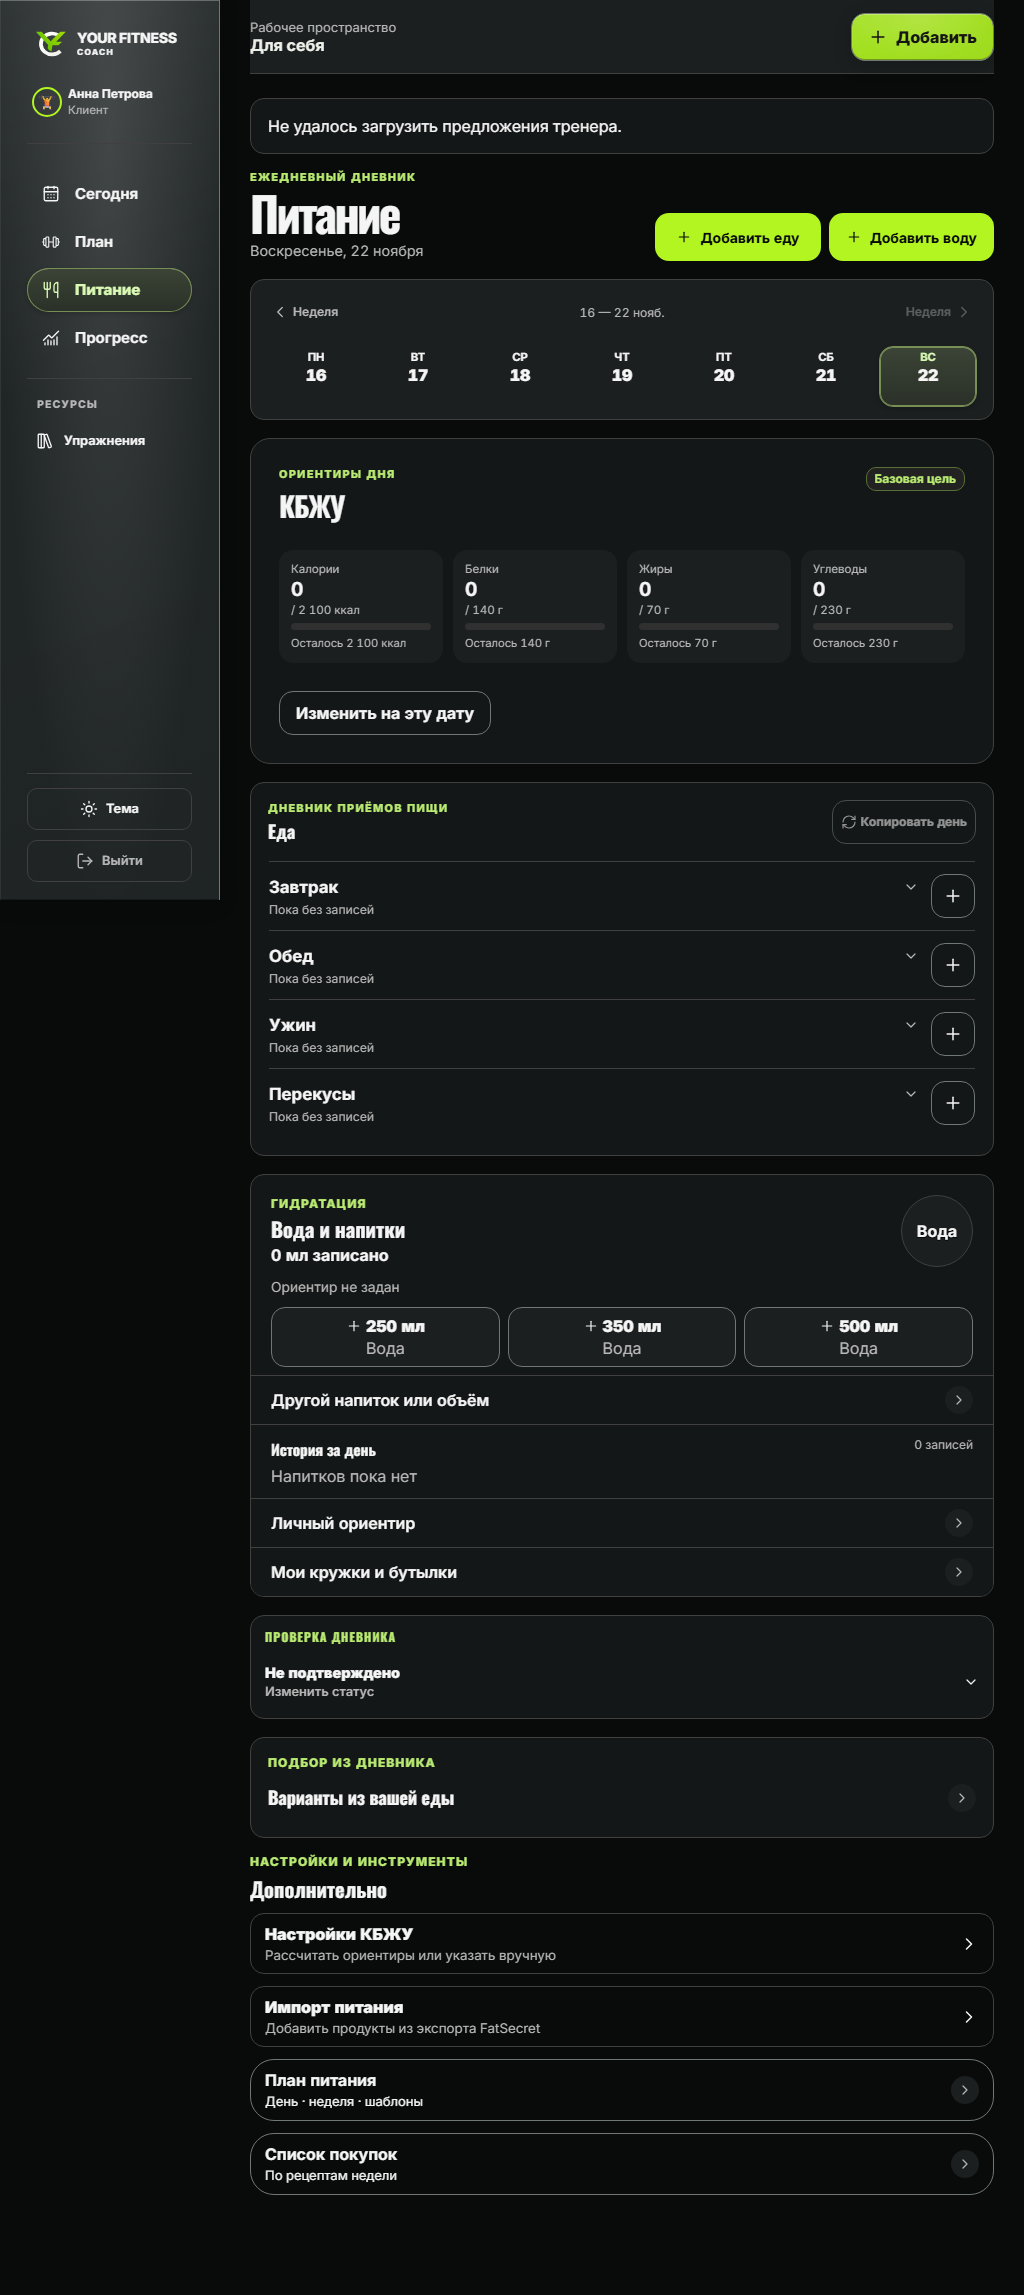 YOUR FITNESS
COACH
Анна Петрова
Клиент
Сегодня
План
Питание
Прогресс
РЕСУРСЫ
Упражнения
Тема
Выйти
Рабочее пространство
Для себя
Добавить
Не удалось загрузить предложения тренера.
ЕЖЕДНЕВНЫЙ ДНЕВНИК
Питание
Воскресенье, 22 ноября
Добавить еду
Добавить воду
Неделя
16 — 22 нояб.
Неделя
ПН ВТ СР ЧТ ПТ СБ ВС
16 17 18 19 20 21 22
ОРИЕНТИРЫ ДНЯ
КБЖУ
Базовая цель
Калории
0
/ 2 100 ккал
Осталось 2 100 ккал
Белки
0
/ 140 г
Осталось 140 г
Жиры
0
/ 70 г
Осталось 70 г
Углеводы
0
/ 230 г
Осталось 230 г
Изменить на эту дату
ДНЕВНИК ПРИЁМОВ ПИЩИ
Еда
Копировать день
Завтрак
Пока без записей
Обед
Пока без записей
Ужин
Пока без записей
Перекусы
Пока без записей
ГИДРАТАЦИЯ
Вода и напитки
0 мл записано
Вода
Ориентир не задан
+ 250 мл
Вода
+ 350 мл
Вода
+ 500 мл
Вода
Другой напиток или объём
История за день
0 записей
Напитков пока нет
Личный ориентир
Мои кружки и бутылки
ПРОВЕРКА ДНЕВНИКА
Не подтверждено
Изменить статус
ПОДБОР ИЗ ДНЕВНИКА
Варианты из вашей еды
НАСТРОЙКИ И ИНСТРУМЕНТЫ
Дополнительно
Настройки КБЖУ
Рассчитать ориентиры или указать вручную
Импорт питания
Добавить продукты из экспорта FatSecret
План питания
День · неделя · шаблоны
Список покупок
По рецептам недели